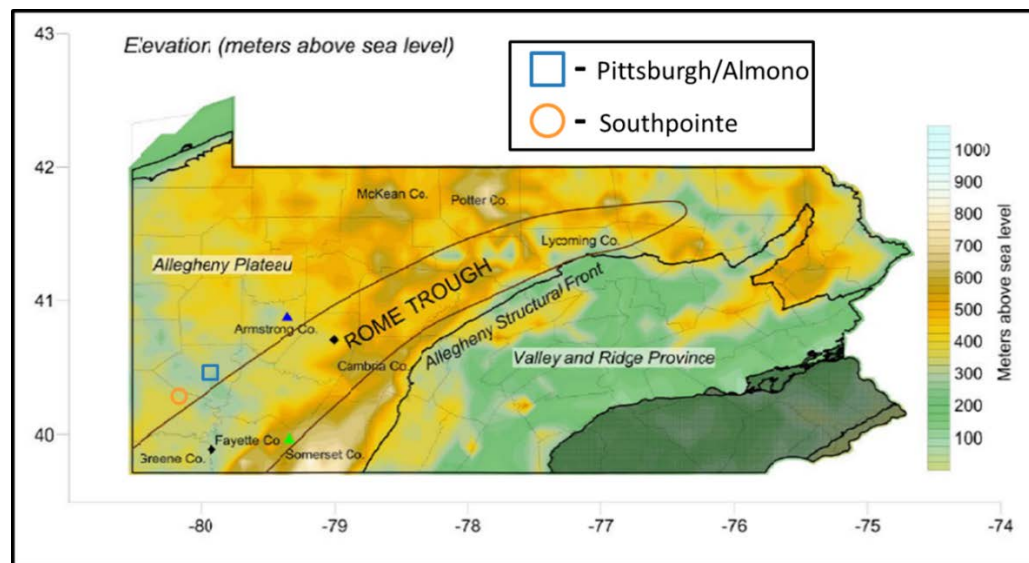 43
Elevation (meters above sea level)
- Pittsburgh/Almono
- Southpointe
42
41
40
McKean Co.
Potter Co.
Lycoming Co.
Allegheny Plateau
ROME TROUGH
Armstrong Co.
Allegheny Structural Front
Cambria Co.
Valley and Ridge Province
Fayette Co.
Greene Co.
Somerset Co.
1000
900
800
700
600
500
400
300
200
100
Meters above sea level
-80
-79
-78
-77
-76
-75
-74